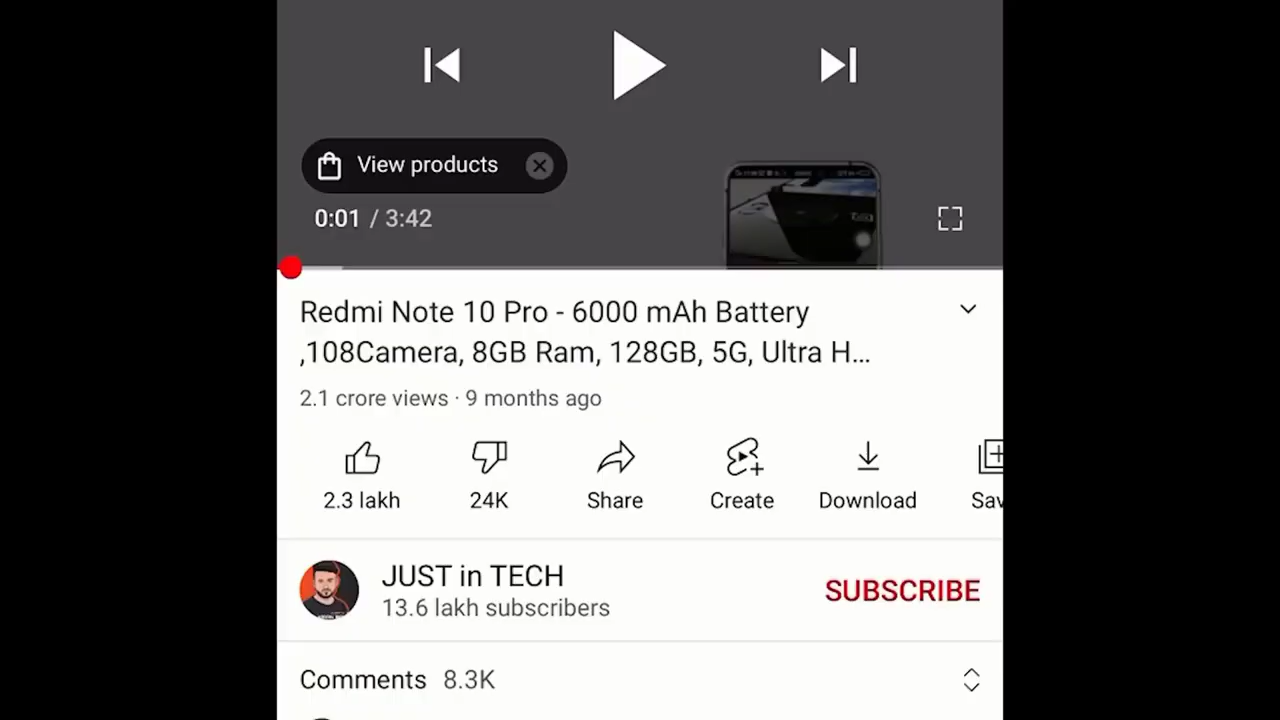 View products
0:01 / 3:42
Redmi Note 10 Pro - 6000 mAh Battery
,108Camera, 8GB Ram, 128GB, 5G, Ultra H...
2.1 crore views · 9 months ago
2.3 lakh 24K Share Create Download Sav
JUST in TECH
13.6 lakh subscribers
SUBSCRIBE
Comments 8.3K